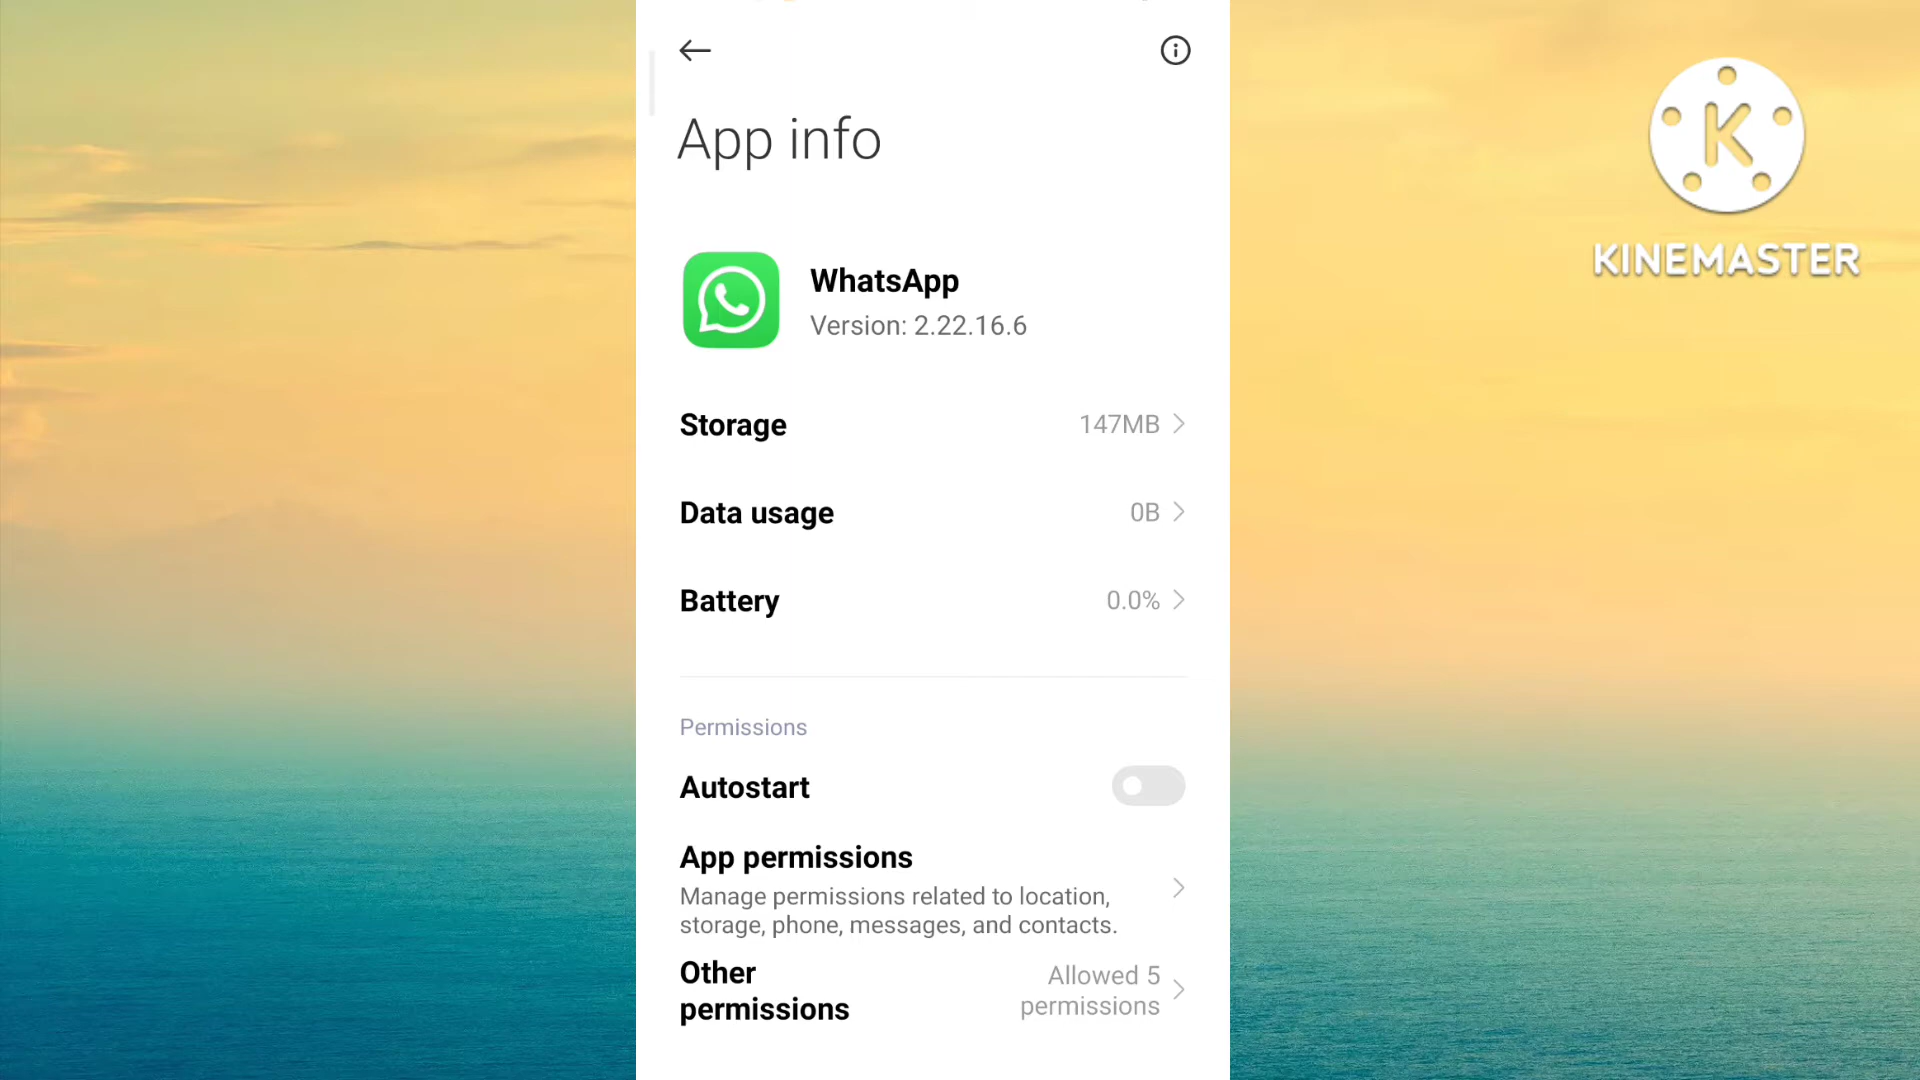 App info
WhatsApp
Version: 2.22.16.6
Storage 147MB
Data usage 0B
Battery 0.0%
Permissions
Autostart
App permissions
Manage permissions related to location,
storage, phone, messages, and contacts.
Other
permissions
Allowed 5
permissions
K
KINEMASTER